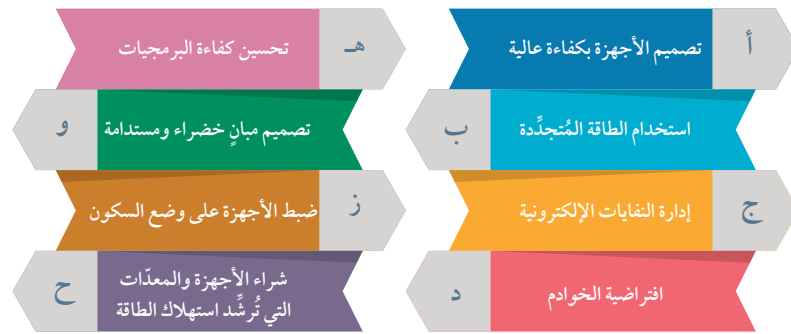 أ
تصميم الأجهزة بكفاءة عالية
ب
استخدام الطاقة المُتجدِّدة
ج
إدارة النفايات الإلكترونية
د
افتراضية الخوادم
هـ
تحسين كفاءة البرمجيات
و
تصميم مبانٍ خضراء ومستدامة
ز
ضبط الأجهزة على وضع السكون
ح
شراء الأجهزة والمعدّات
التي تُرشِّد استهلاك الطاقة